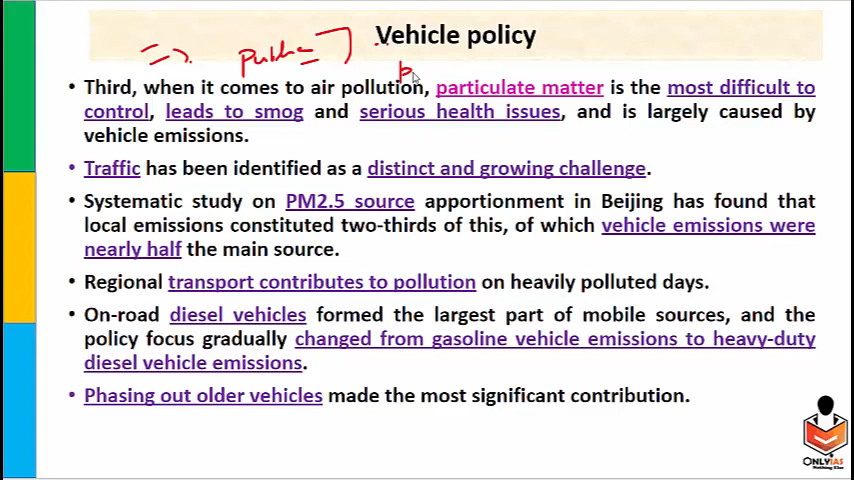 Vehicle policy
=> Public
• Third, when it comes to air pollution, particulate matter is the most difficult to
control, leads to smog and serious health issues, and is largely caused by
vehicle emissions.
• Traffic has been identified as a distinct and growing challenge.
• Systematic study on PM2.5 source apportionment in Beijing has found that
local emissions constituted two-thirds of this, of which vehicle emissions were
nearly half the main source.
• Regional transport contributes to pollution on heavily polluted days.
• On-road diesel vehicles formed the largest part of mobile sources, and the
policy focus gradually changed from gasoline vehicle emissions to heavy-duty
diesel vehicle emissions.
• Phasing out older vehicles made the most significant contribution.
ONLYIAS
Nothing Else